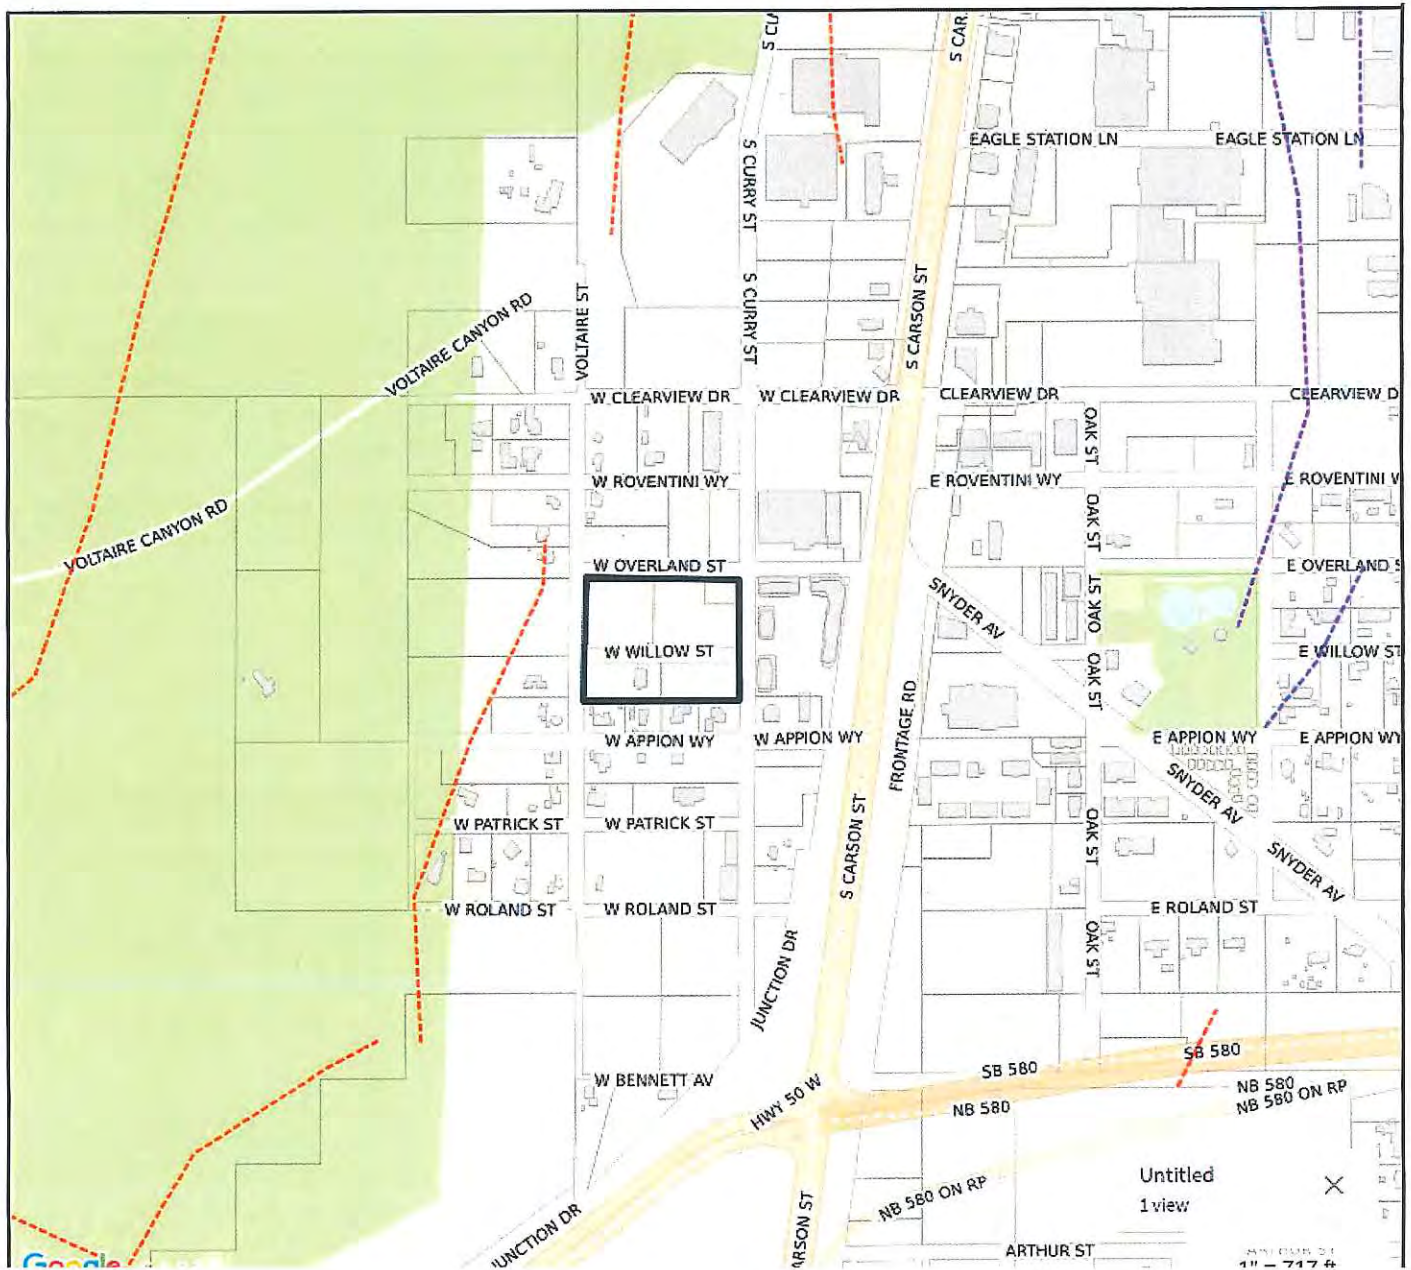 S CU
S CAR
EAGLE STATION LN
EAGLE STATION LN
S CURRY ST
S CURRY ST
VOLTAIRE ST
S CARSON ST
VOLTAIRE CANYON RD
W CLEARVIEW DR
W CLEARVIEW DR
CLEARVIEW DR
CLEARVIEW D
OAK ST
W ROVENTINI WY
E ROVENTINI WY
E ROVENTINI W
VOLTAIRE CANYON RD
OAK ST
W OVERLAND ST
E OVERLAND S
SNYDER AV
OAK ST
W WILLOW ST
OAK ST
E WILLOW ST
FRONTAGE RD
W APPION WY
W APPION WY
E APPION WY
E APPION WY
SNYDER AV
W PATRICK ST
W PATRICK ST
S CARSON ST
OAK ST
SNYDER AV
W ROLAND ST
W ROLAND ST
E ROLAND ST
OAK ST
JUNCTION DR
SB 580
SB 580
W BENNETT AV
HWY 50 W
NB 580
NB 580
NB 580 ON RP
NB 580 ON RP
Untitled
1 view
JUNCTION DR
ARSON ST
ARTHUR ST
Google
1" = 717 ft